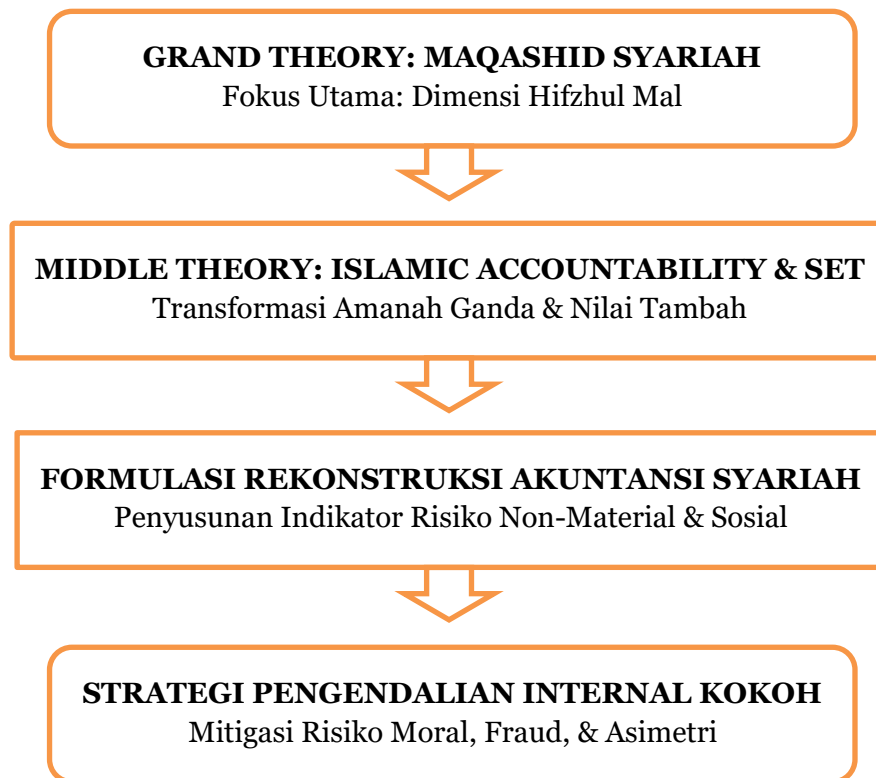 GRAND THEORY: MAQASHID SYARIAH
Fokus Utama: Dimensi Hifzhul Mal
MIDDLE THEORY: ISLAMIC ACCOUNTABILITY & SET
Transformasi Amanah Ganda & Nilai Tambah
FORMULASI REKONSTRUKSI AKUNTANSI SYARIAH
Penyusunan Indikator Risiko Non-Material & Sosial
STRATEGI PENGENDALIAN INTERNAL KOKOH
Mitigasi Risiko Moral, Fraud, & Asimetri